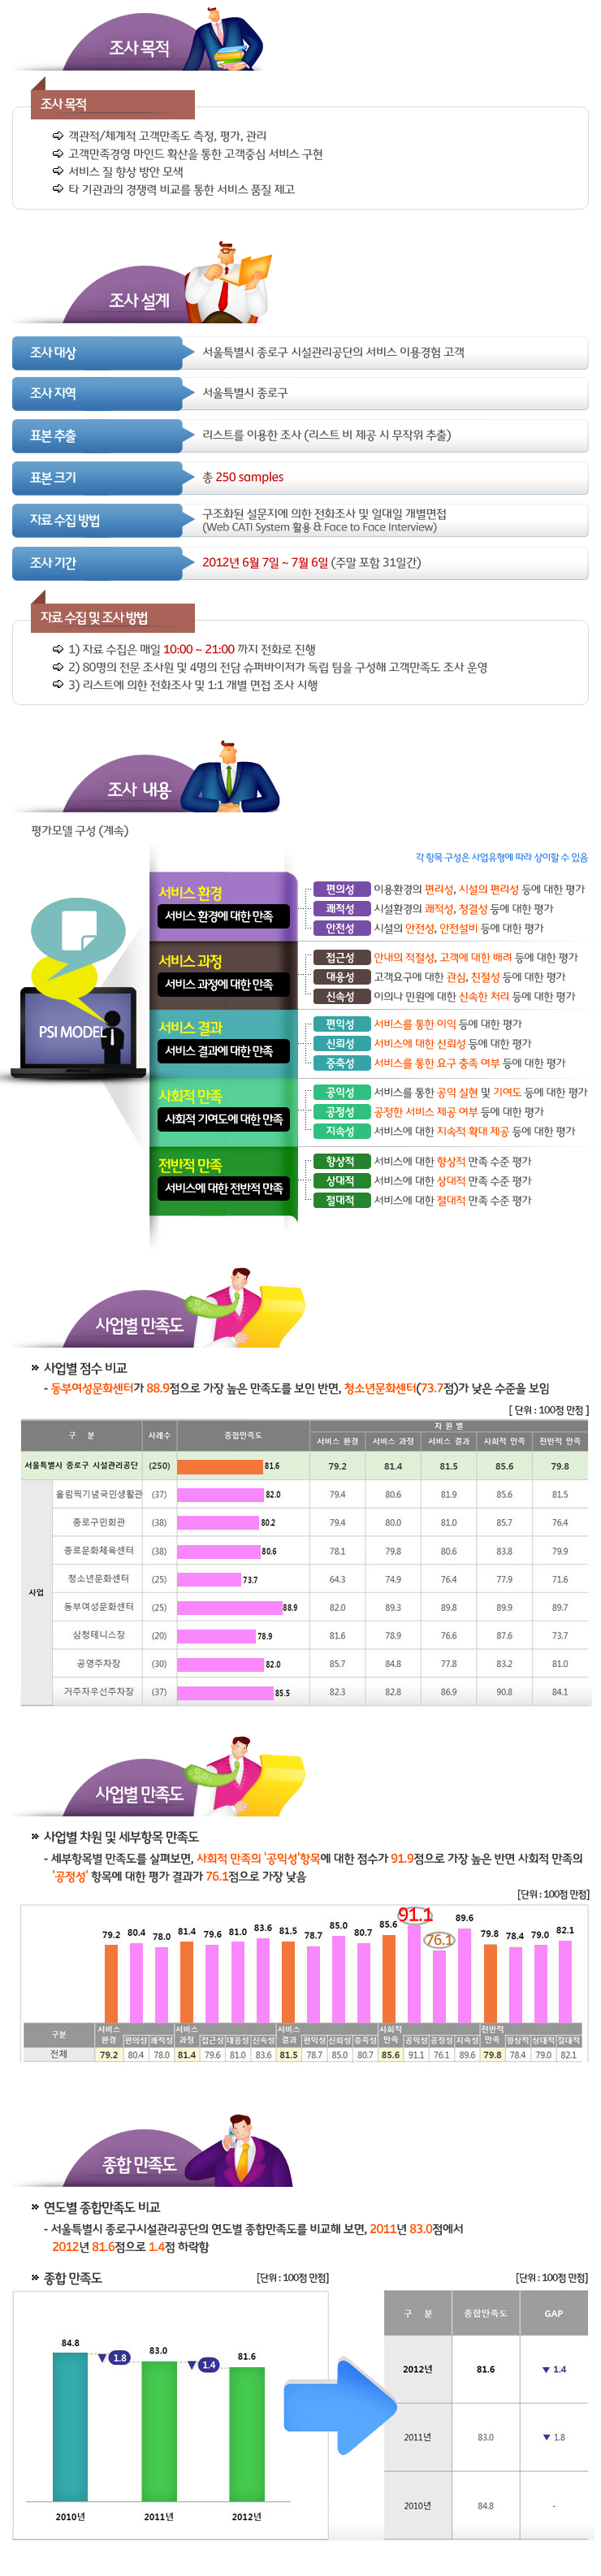 조사 목적
조사 목적
객관적/체계적 고객만족도 측정, 평가, 관리
고객만족경영 마인드 확산을 통한 고객중심 서비스 구현
서비스 질 향상 방안 모색
타 기관과의 경쟁력 비교를 통한 서비스 품질 제고
조사 설계
조사 대상 서울특별시 종로구 시설관리공단의 서비스 이용경험 고객
조사 지역 서울특별시 종로구
표본 추출 리스트를 이용한 조사 (리스트 비 제공 시 무작위 추출)
표본 크기 총 250 samples
자료 수집 방법 구조화된 설문지에 의한 전화조사 및 일대일 개별면접
(Web CATI System 활용 & Face to Face Interview)
조사 기간 2012년 6월 7일 ~ 7월 6일 (주말 포함 31일간)
자료 수집 및 조사 방법
1) 자료 수집은 매일 10:00 ~ 21:00 까지 전화로 진행
2) 80명의 전문 조사원 및 4명의 전담 슈퍼바이저가 독립 팀을 구성해 고객만족도 조사 운영
3) 리스트에 의한 전화조사 및 1:1 개별 면접 조사 시행
조사 내용
평가모델 구성 (계속)
각 항목 구성은 사업유형에 따라 상이할 수 있음
PSI MODEL
서비스 환경
서비스 환경에 대한 만족
편의성 이용환경의 편리성, 시설의 편리성 등에 대한 평가
쾌적성 시설환경의 쾌적성, 청결성 등에 대한 평가
안전성 시설의 안전성, 안전설비 등에 대한 평가
서비스 과정
서비스 과정에 대한 만족
접근성 안내의 적절성, 고객에 대한 배려 등에 대한 평가
대응성 고객요구에 대한 관심, 친절성 등에 대한 평가
신속성 이의나 민원에 대한 신속한 처리 등에 대한 평가
서비스 결과
서비스 결과에 대한 만족
편익성 서비스를 통한 이익 등에 대한 평가
신뢰성 서비스에 대한 신뢰성 등에 대한 평가
충족성 서비스를 통한 요구 충족 여부 등에 대한 평가
사회적 만족
사회적 기여도에 대한 만족
공익성 서비스를 통한 공익 실현 및 기여도 등에 대한 평가
공정성 공정한 서비스 제공 여부 등에 대한 평가
지속성 서비스에 대한 지속적 확대 제공 등에 대한 평가
전반적 만족
서비스에 대한 전반적 만족
향상적 서비스에 대한 향상적 만족 수준 평가
상대적 서비스에 대한 상대적 만족 수준 평가
절대적 서비스에 대한 절대적 만족 수준 평가
사업별 만족도
사업별 점수 비교
- 동부여성문화센터가 88.9점으로 가장 높은 만족도를 보인 반면, 청소년문화센터(73.7점)가 낮은 수준을 보임
[ 단위 : 100점 만점 ]
구 분 사례수 종합만족도 차 원 별
서비스 환경 서비스 과정 서비스 결과 사회적 만족 전반적 만족
서울특별시 종로구 시설관리공단 (250) 81.6 79.2 81.4 81.5 85.6 79.8
사업
올림픽기념국민생활관 (37) 82.0 79.4 80.6 81.9 85.6 81.5
종로구민회관 (38) 80.2 79.4 80.0 81.0 85.7 76.4
종로문화체육센터 (38) 80.6 78.1 79.8 80.6 83.8 79.9
청소년문화센터 (25) 73.7 64.3 74.9 76.4 77.9 71.6
동부여성문화센터 (25) 88.9 82.0 89.3 89.8 89.9 89.7
삼청테니스장 (20) 78.9 81.6 78.9 76.6 87.6 73.7
공영주차장 (30) 82.0 85.7 84.8 77.8 83.2 81.0
거주자우선주차장 (37) 85.5 82.3 82.8 86.9 90.8 84.1
사업별 만족도
사업별 차원 및 세부항목 만족도
- 세부항목별 만족도를 살펴보면, 사회적 만족의 '공익성'항목에 대한 점수가 91.9점으로 가장 높은 반면 사회적 만족의
'공정성' 항목에 대한 평가 결과가 76.1점으로 가장 낮음
[단위 : 100점 만점]
79.2 80.4 78.0 81.4 79.6 81.0 83.6 81.5 78.7 85.0 80.7 85.6 91.1 76.1 89.6 79.8 78.4 79.0 82.1
구분 서비스 환경 편의성 쾌적성 서비스 과정 접근성 대응성 신속성 서비스 결과 편익성 신뢰성 충족성 사회적 만족 공익성 공정성 지속성 전반적 만족 향상적 상대적 절대적
전체 79.2 80.4 78.0 81.4 79.6 81.0 83.6 81.5 78.7 85.0 80.7 85.6 91.1 76.1 89.6 79.8 78.4 79.0 82.1
종합 만족도
연도별 종합만족도 비교
- 서울특별시 종로구시설관리공단의 연도별 종합만족도를 비교해 보면, 2011년 83.0점에서
2012년 81.6점으로 1.4점 하락함
종합 만족도 [단위 : 100점 만점]
84.8 ▼ 1.8 83.0 ▼ 1.4 81.6
2010년 2011년 2012년
[단위 : 100점 만점]
구 분 종합만족도 GAP
2012년 81.6 ▼ 1.4
2011년 83.0 ▼ 1.8
2010년 84.8 -